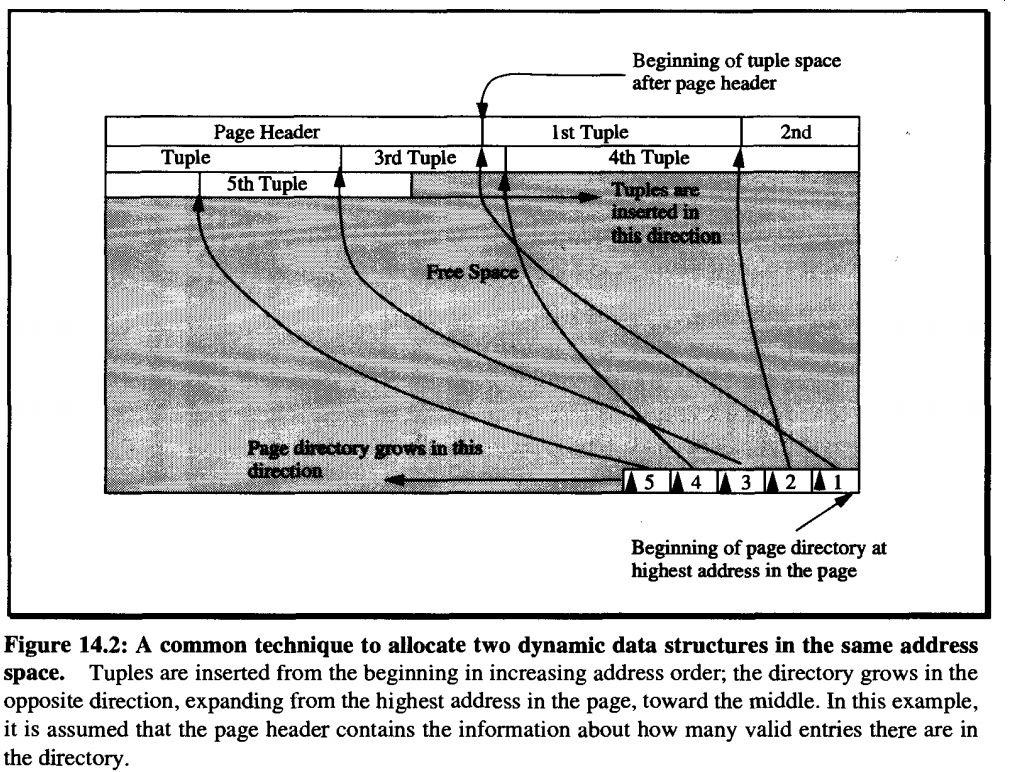 Beginning of tuple space
after page header
Page Header
1st Tuple
2nd
Tuple
3rd Tuple
4th Tuple
5th Tuple
Tuples are
inserted in
this direction
Free Space
Page directory grows in this
direction
5 4 3 2 1
Beginning of page directory at
highest address in the page
Figure 14.2: A common technique to allocate two dynamic data structures in the same address
space. Tuples are inserted from the beginning in increasing address order; the directory grows in the
opposite direction, expanding from the highest address in the page, toward the middle. In this example,
it is assumed that the page header contains the information about how many valid entries there are in
the directory.